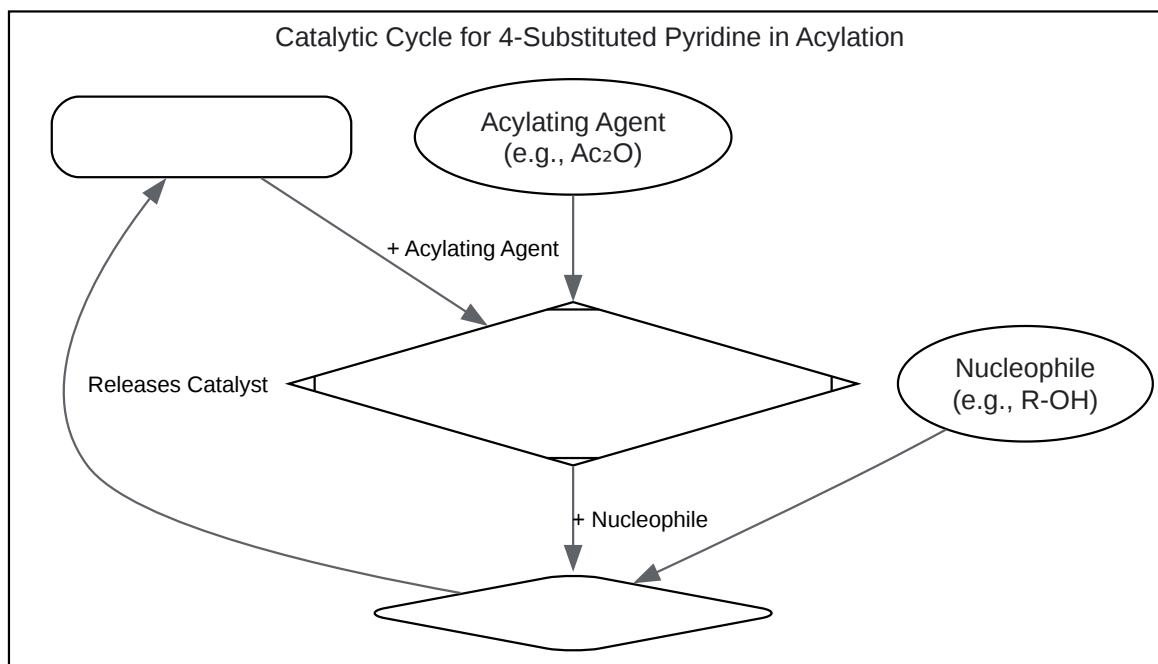 Catalytic Cycle for 4-Substituted Pyridine in Acylation
Acylating Agent
(e.g., Ac₂O)
+ Acylating Agent
Releases Catalyst
Nucleophile
(e.g., R-OH)
+ Nucleophile